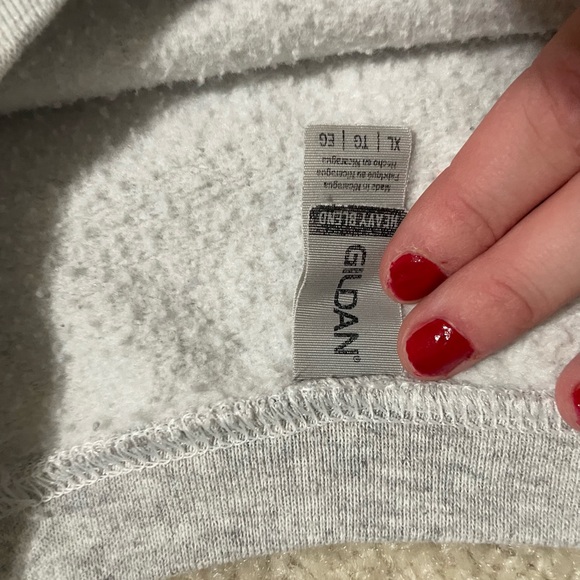 GILDAN®
HEAVY BLEND
Made in Nicaragua
Fabriqué au Nicaragua
Hecho en Nicaragua
XL | TG | EG